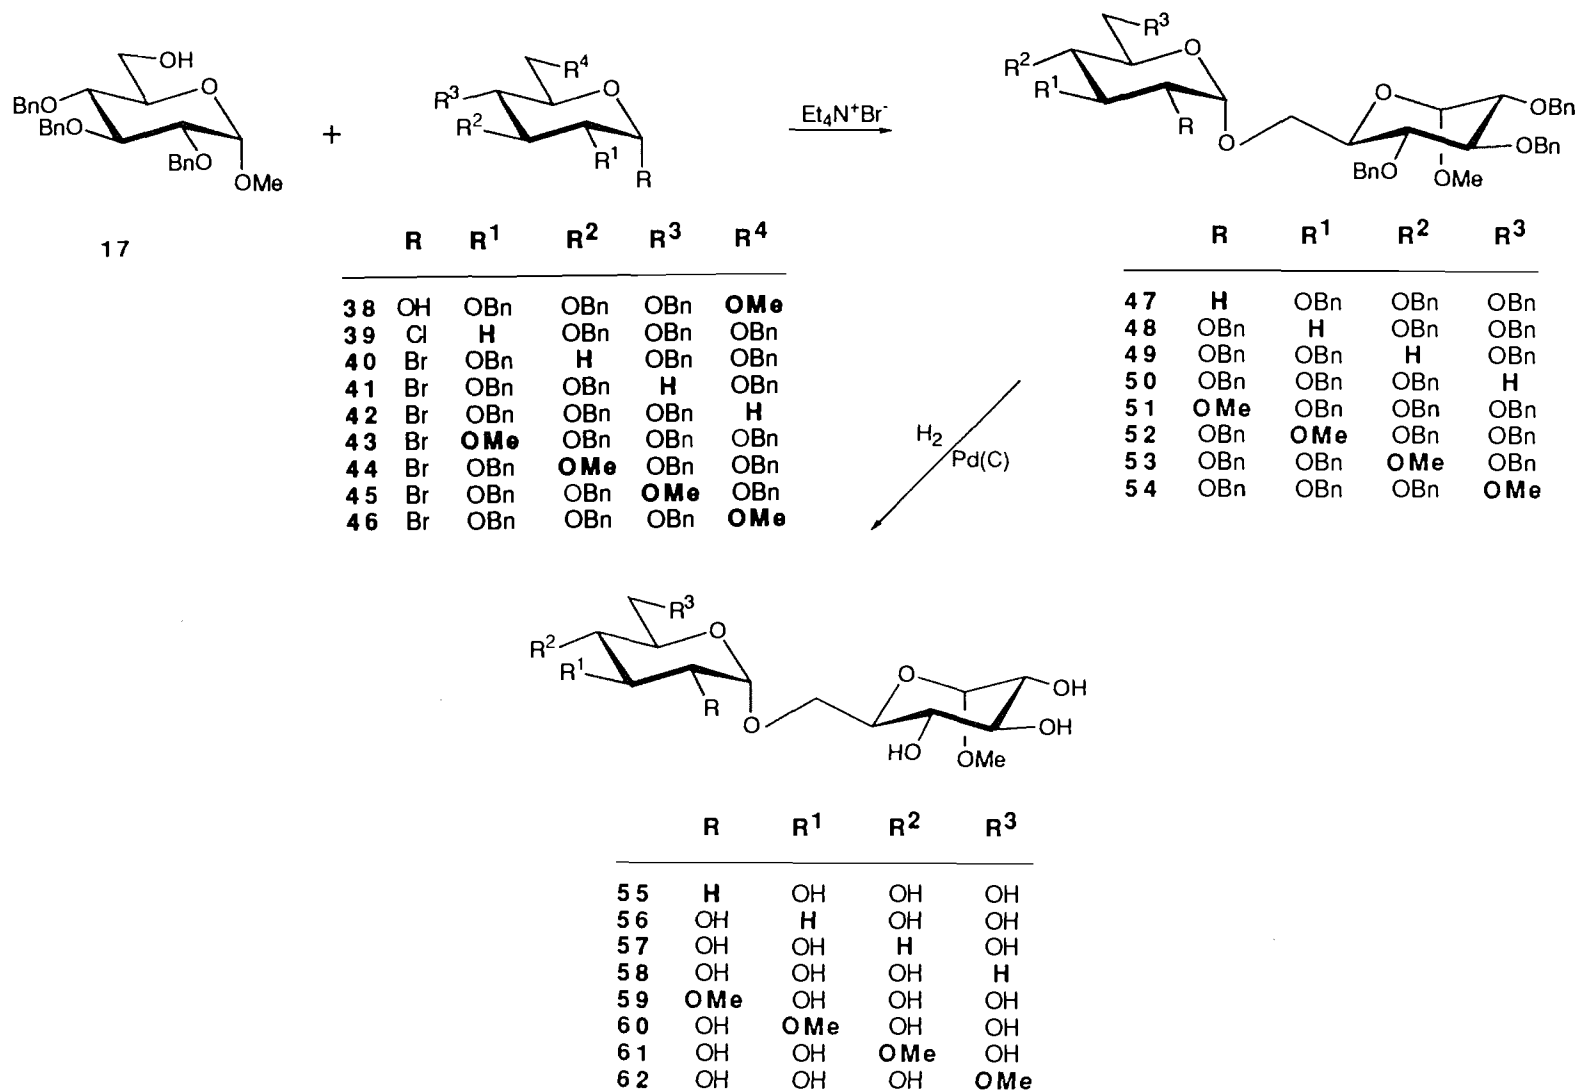 OH
BnO
BnO
BnO
OMe
O
17
+
R⁴
R³
R²
R¹
R
O
Et₄N⁺Br⁻
R³
R²
R¹
R
O
O
O
OBn
OBn
BnO
OMe
R R¹ R² R³ R⁴
38 OH OBn OBn OBn OMe
39 Cl H OBn OBn OBn
40 Br OBn H OBn OBn
41 Br OBn OBn H OBn
42 Br OBn OBn OBn H
43 Br OMe OBn OBn OBn
44 Br OBn OMe OBn OBn
45 Br OBn OBn OMe OBn
46 Br OBn OBn OBn OMe
R R¹ R² R³
47 H OBn OBn OBn
48 OBn H OBn OBn
49 OBn OBn H OBn
50 OBn OBn OBn H
51 OMe OBn OBn OBn
52 OBn OMe OBn OBn
53 OBn OBn OMe OBn
54 OBn OBn OBn OMe
H₂
Pd(C)
R³
R²
R¹
R
O
O
O
OH
OH
HO
OMe
R R¹ R² R³
55 H OH OH OH
56 OH H OH OH
57 OH OH H OH
58 OH OH OH H
59 OMe OH OH OH
60 OH OMe OH OH
61 OH OH OMe OH
62 OH OH OH OMe